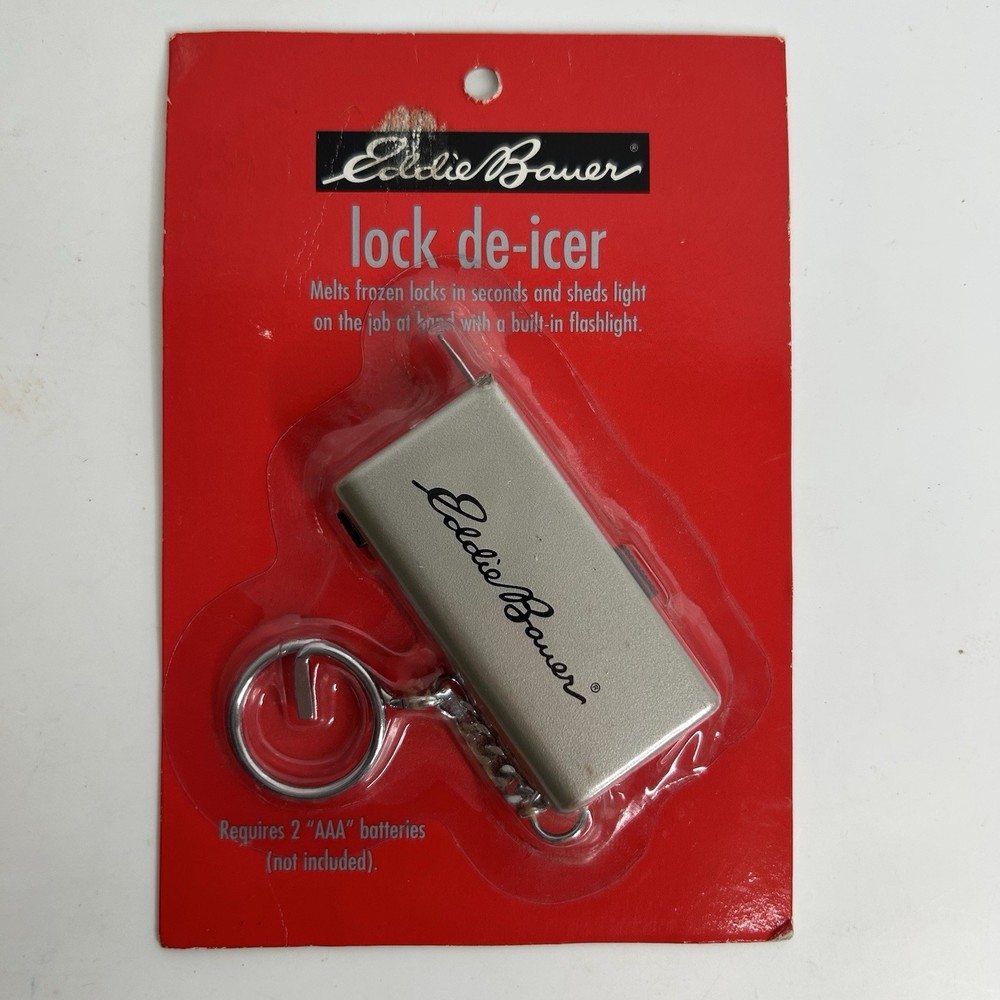 Eddie Bauer®
lock de-icer
Melts frozen locks in seconds and sheds light
on the job at hand with a built-in flashlight.
Eddie Bauer®
Requires 2 "AAA" batteries
(not included).